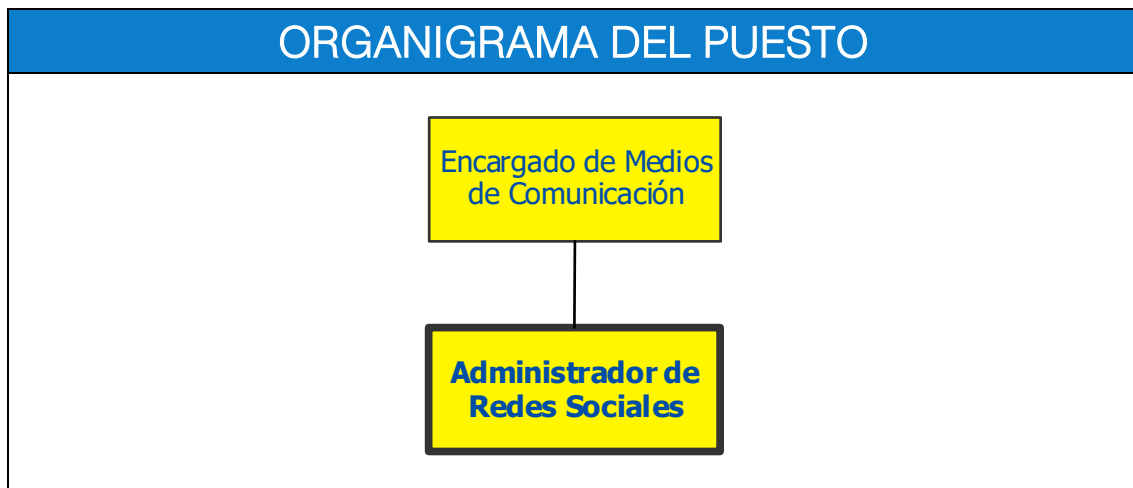 ORGANIGRAMA DEL PUESTO
Encargado de Medios
de Comunicación
Administrador de
Redes Sociales